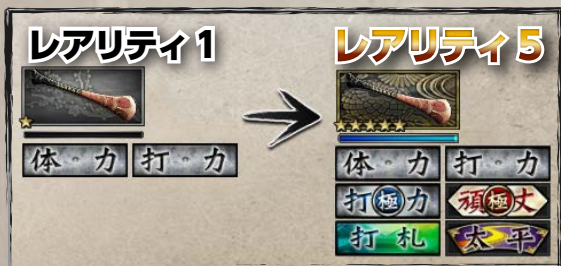 レアリティ1
レアリティ5
体・力 打・力
体・力 打・力
打極力 頑極丈
打札 太平